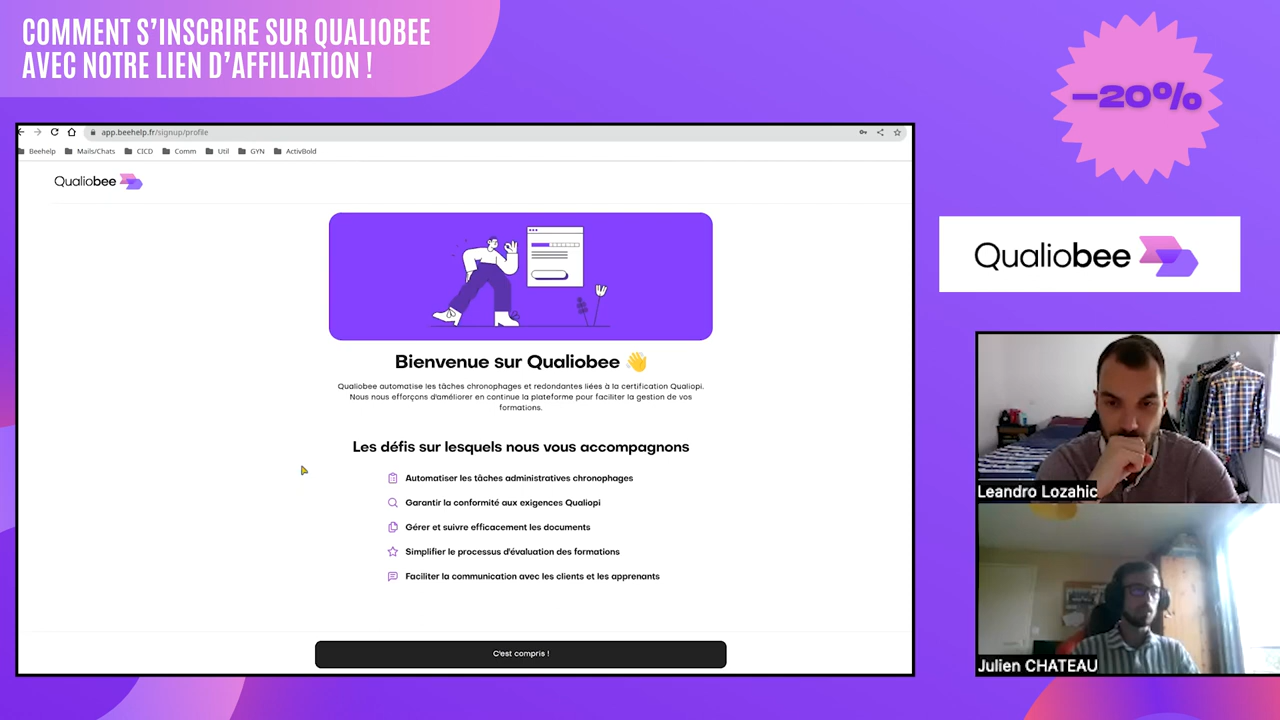 COMMENT S'INSCRIRE SUR QUALIOBEE
AVEC NOTRE LIEN D'AFFILIATION !
–20%
app.beehelp.fr/signup/profile
Beehelp
Mails/Chats
CICD
Comm
Util
GYN
ActivBold
Qualiobee
Qualiobee
Bienvenue sur Qualiobee 👋
Qualiobee automatise les tâches chronophages et redondantes liées à la certification Qualiopi.
Nous nous efforçons d'améliorer en continue la plateforme pour faciliter la gestion de vos
formations.
Les défis sur lesquels nous vous accompagnons
Automatiser les tâches administratives chronophages
Garantir la conformité aux exigences Qualiopi
Gérer et suivre efficacement les documents
Simplifier le processus d'évaluation des formations
Faciliter la communication avec les clients et les apprenants
C'est compris !
Leandro Lozahic
Julien CHATEAU